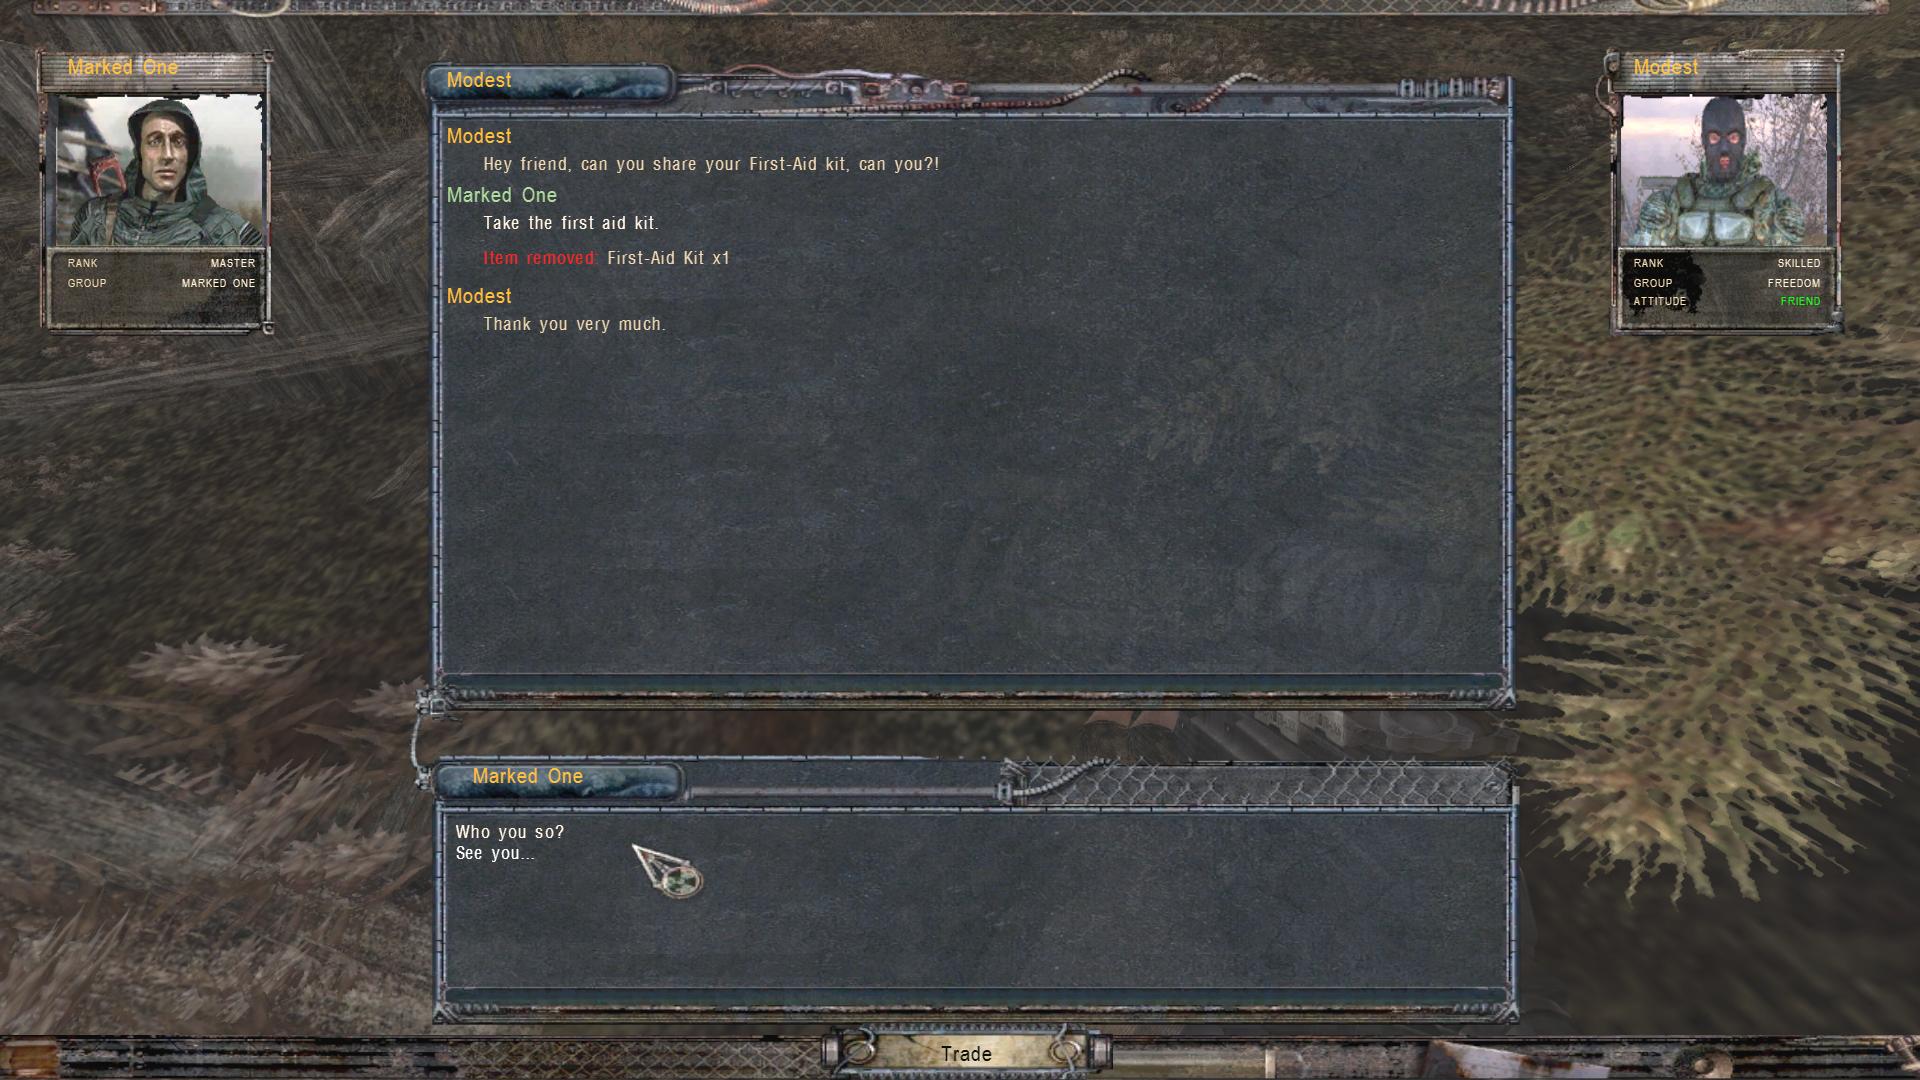 Marked One
RANK MASTER
GROUP MARKED ONE
Modest
Modest
Hey friend, can you share your First-Aid kit, can you?!
Marked One
Take the first aid kit.
Item removed: First-Aid Kit x1
Modest
Thank you very much.
Modest
RANK SKILLED
GROUP FREEDOM
ATTITUDE FRIEND
Marked One
Who you so?
See you...
Trade